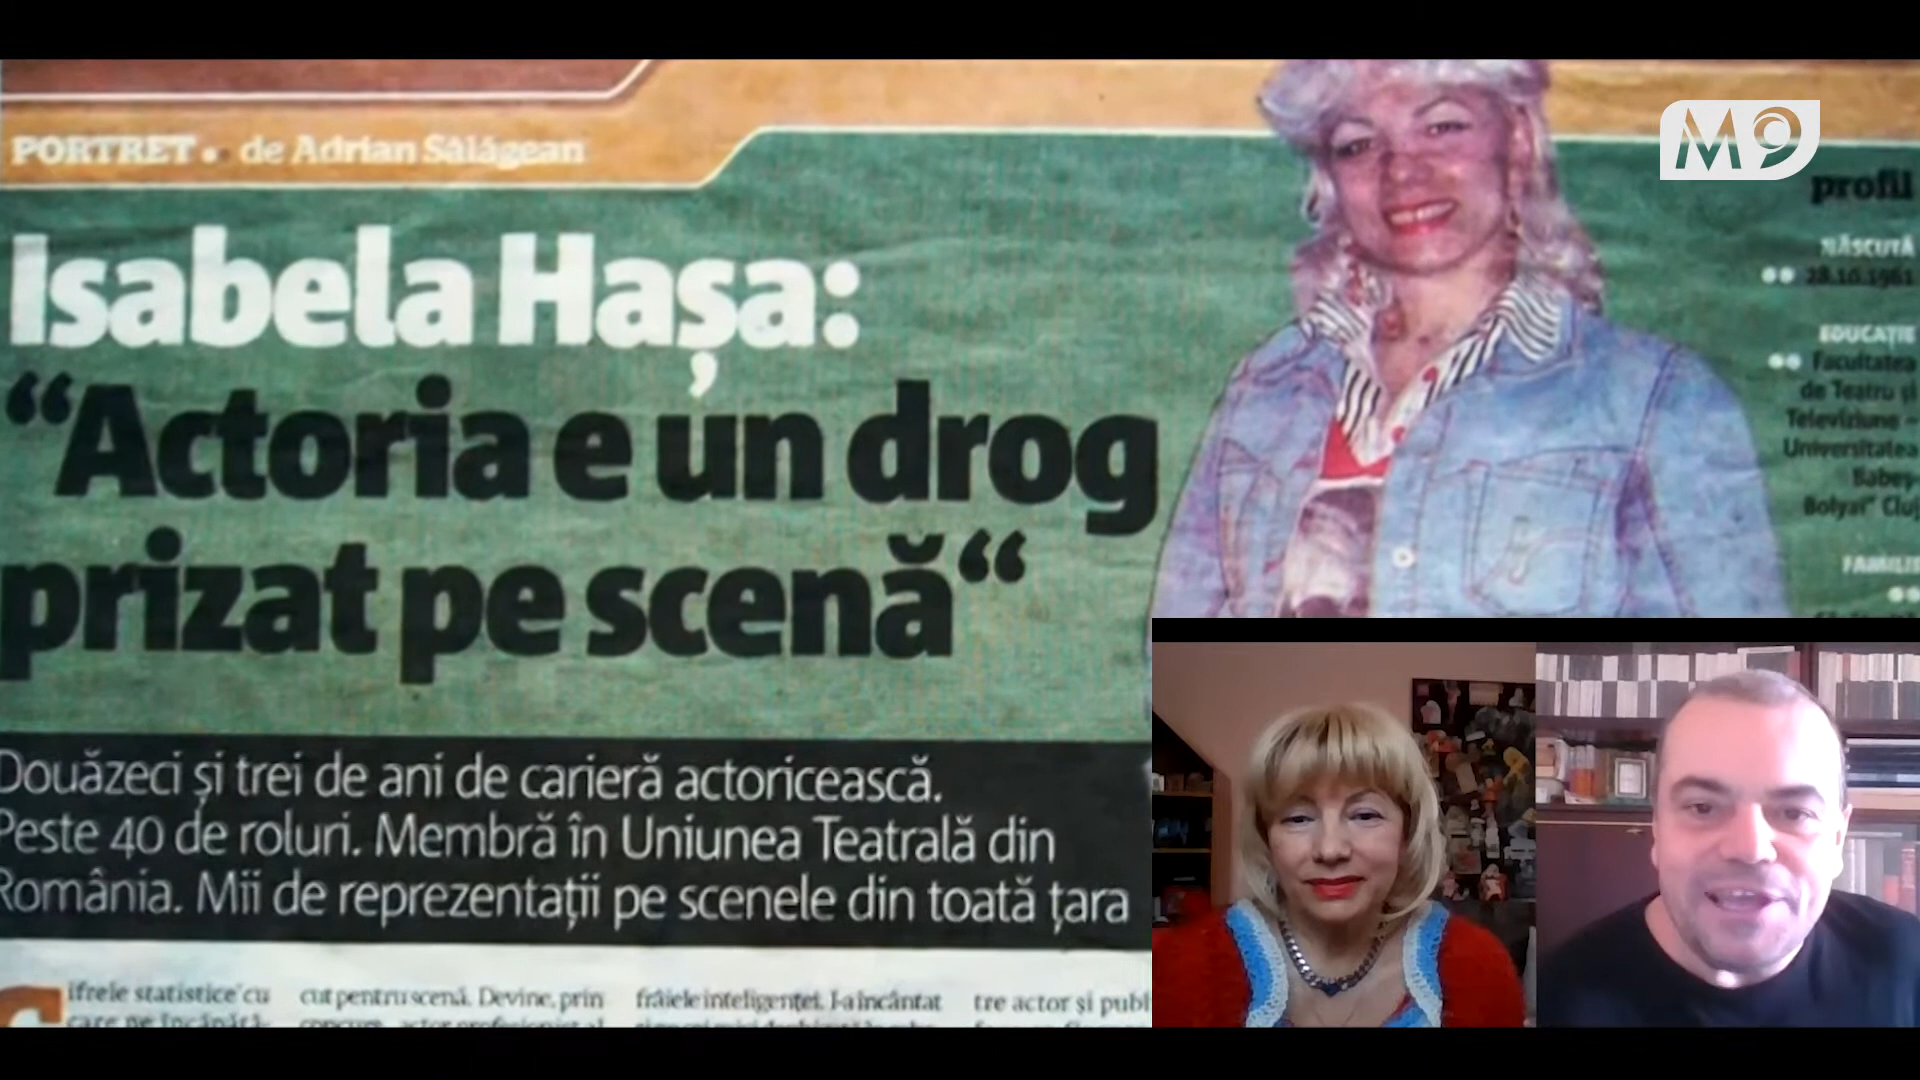 M9
PORTRET • de Adrian Sălăgean
Isabela Hașa:
“Actoria e un drog
prizat pe scenă“
Douăzeci și trei de ani de carieră actoricească.
Peste 40 de roluri. Membră în Uniunea Teatrală din
România. Mii de reprezentații pe scenele din toată țara
profil
NĂSCUTĂ
•• 28.10.1961
EDUCAȚIE
•• Facultatea
de Teatru și
Televiziune –
Universitatea
Babeș-
Bolyai” Cluj
FAMILIE
ifrele statistice cu
cut pentru scenă. Devine, prin
frâiele inteligenței. I-a încântat
tre actor și publ